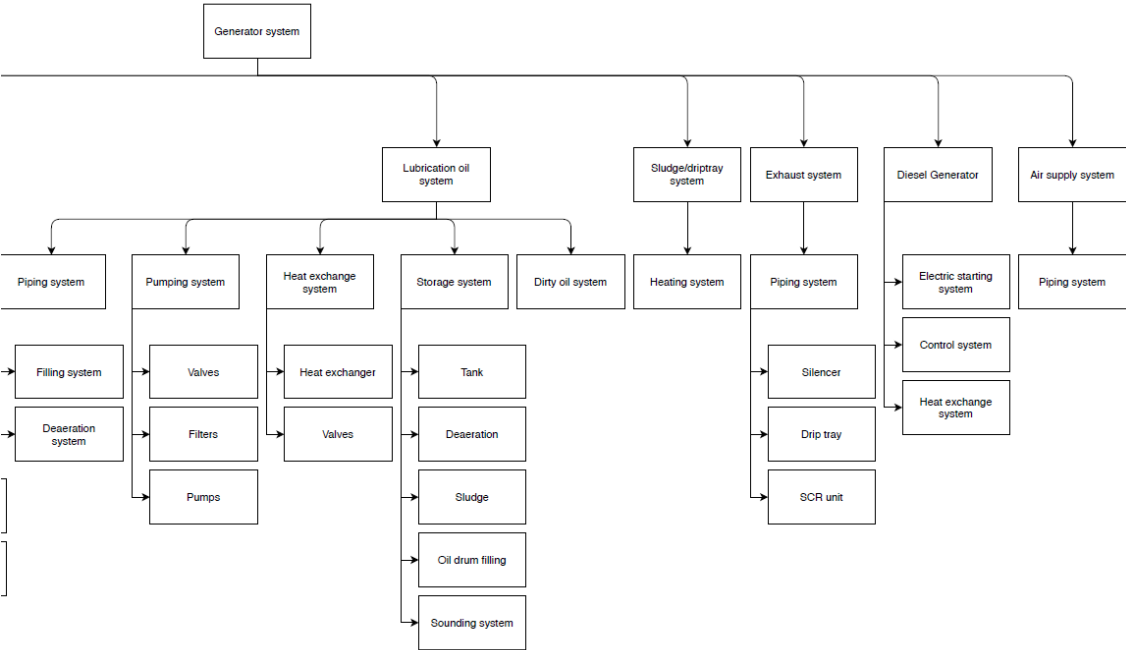 Generator system
Lubrication oil
system
Sludge/driptray
system
Exhaust system
Diesel Generator
Air supply system
Piping system
Pumping system
Heat exchange
system
Storage system
Dirty oil system
Heating system
Piping system
Electric starting
system
Piping system
Filling system
Valves
Heat exchanger
Tank
Silencer
Control system
Deaeration
system
Filters
Valves
Deaeration
Drip tray
Heat exchange
system
Pumps
Sludge
SCR unit
Oil drum filling
Sounding system